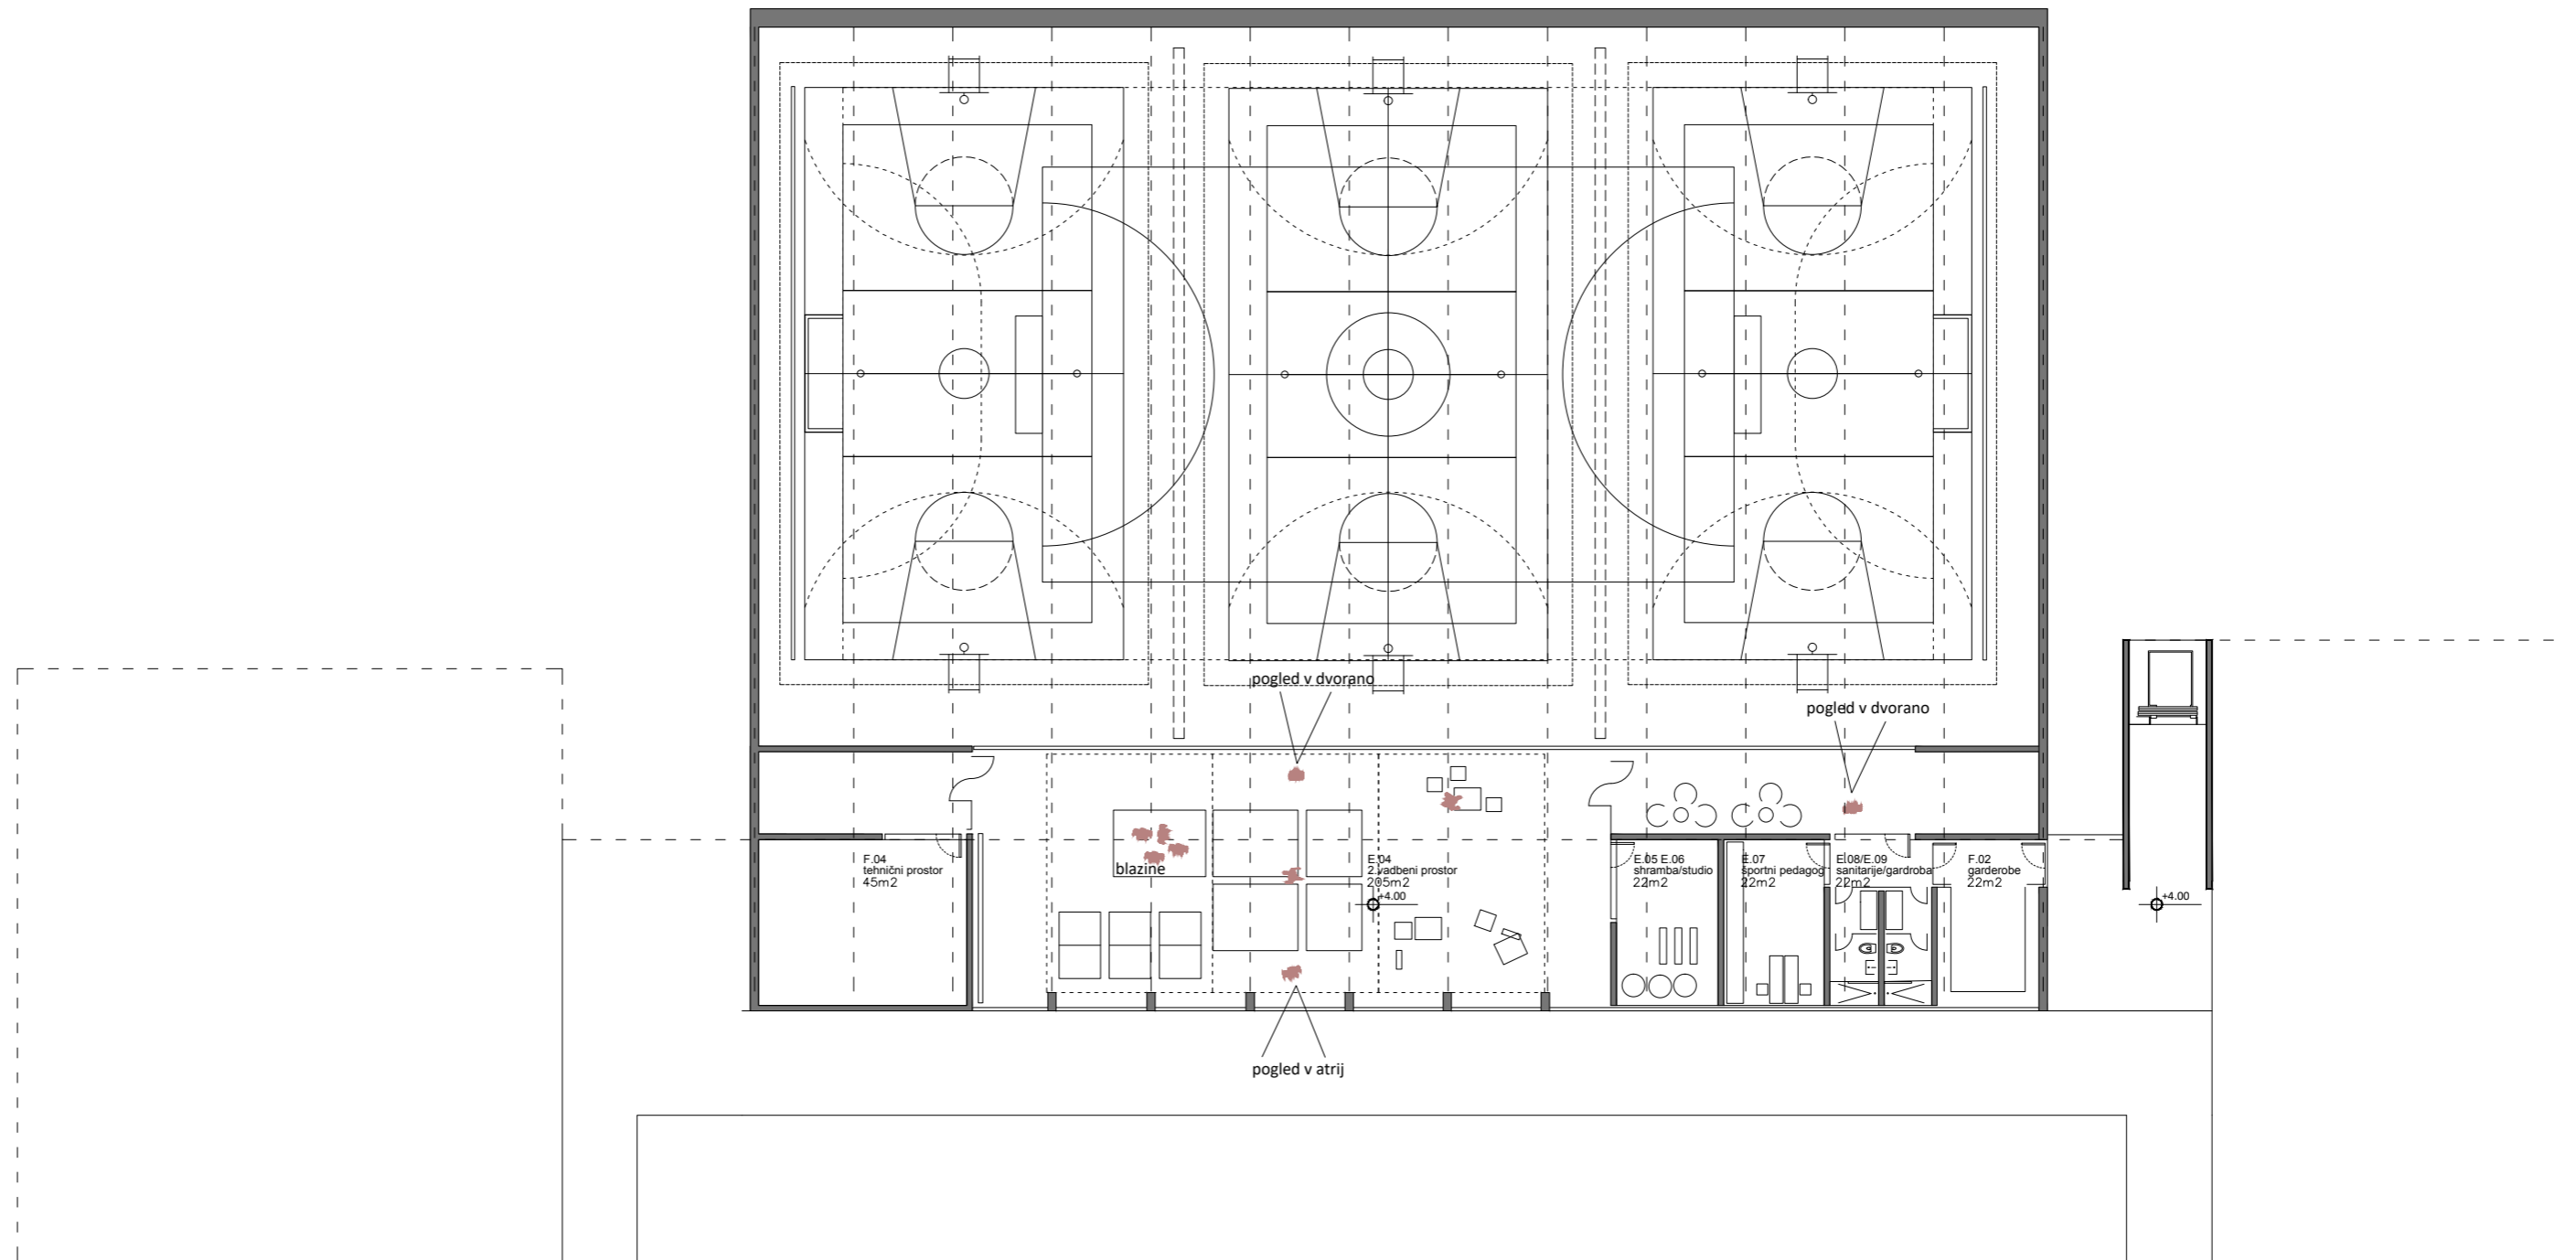 pogled v dvorano
pogled v dvorano
F.04
tehnični prostor
45m2
blazine
E.04
2.vadbeni prostor
205m2
+4.00
E.05 E.06
shramba/studio
22m2
E.07
športni pedagog
22m2
E.08/E.09
sanitarije/gardroba
22m2
F.02
garderobe
22m2
+4.00
pogled v atrij